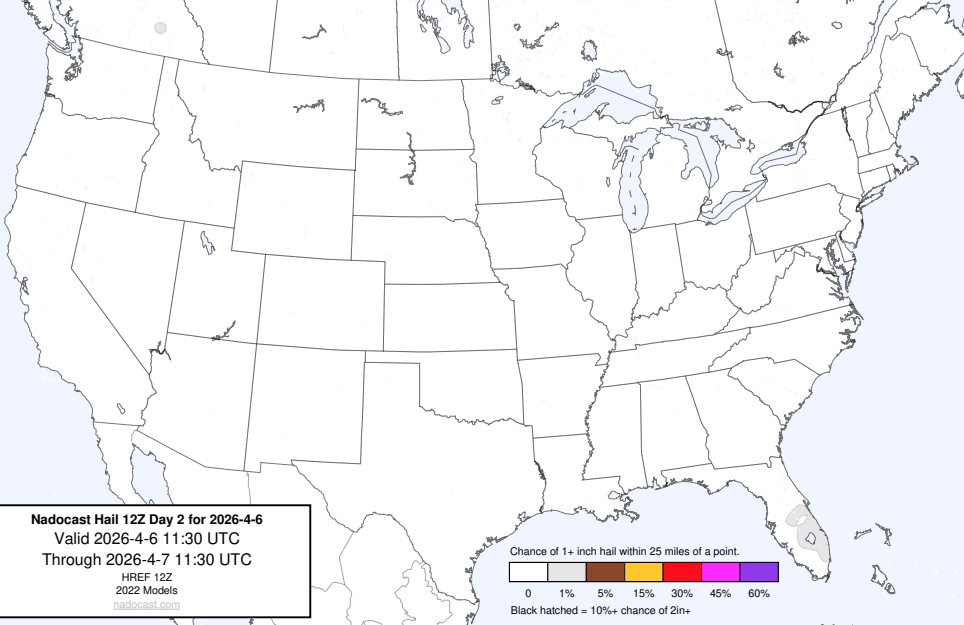 Nadocast Hail 12Z Day 2 for 2026-4-6
Valid 2026-4-6 11:30 UTC
Through 2026-4-7 11:30 UTC
HREF 12Z
2022 Models
nadocast.com
Chance of 1+ inch hail within 25 miles of a point.
0 1% 5% 15% 30% 45% 60%
Black hatched = 10%+ chance of 2in+